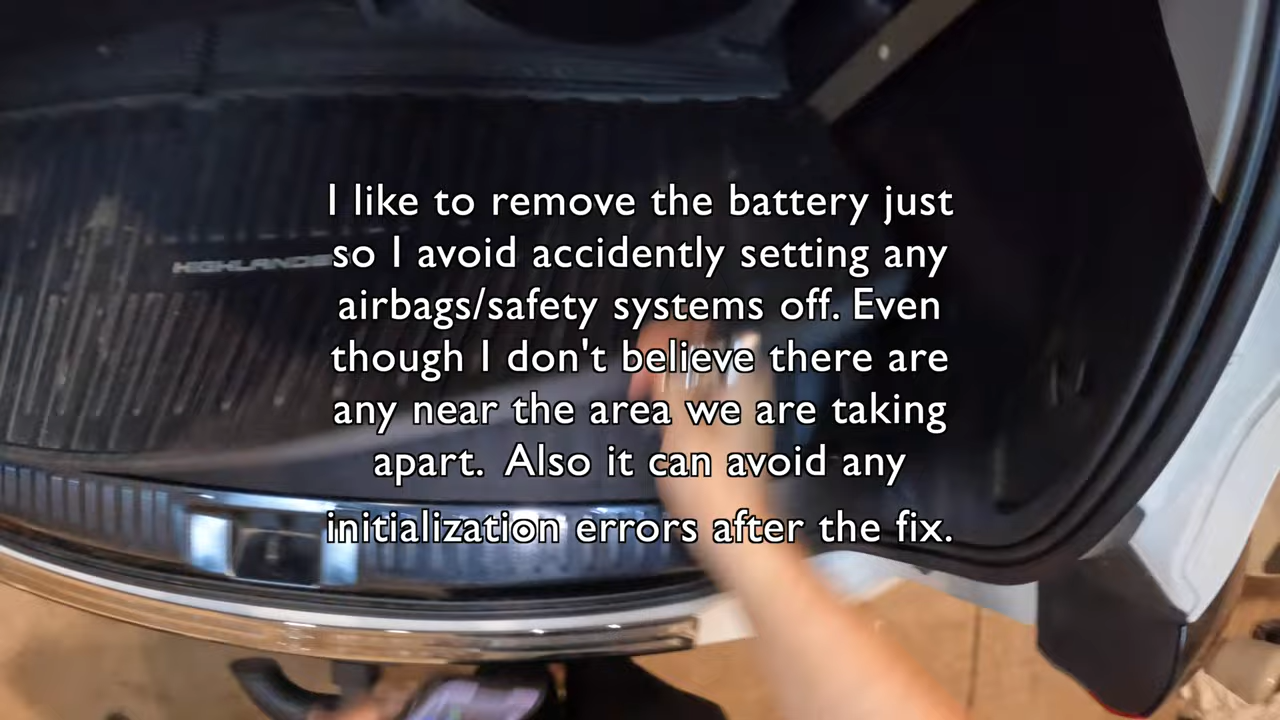 I like to remove the battery just
so I avoid accidently setting any
HIGHLANDER
airbags/safety systems off. Even
though I don't believe there are
any near the area we are taking
apart.  Also it can avoid any
initialization errors after the fix.